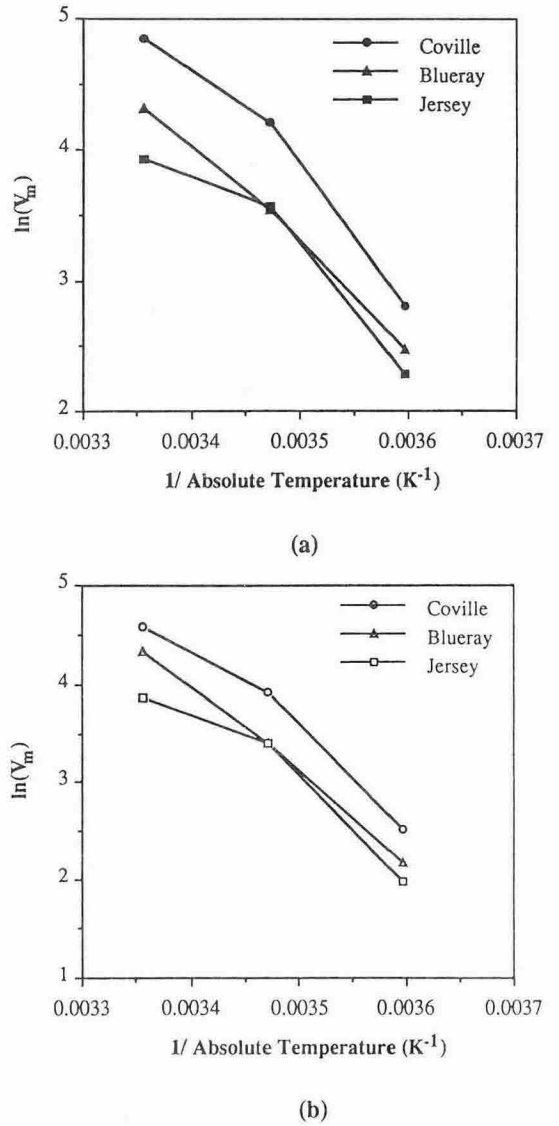 5
4
3
2
ln(Vm)
Coville
Blueray
Jersey
0.0033 0.0034 0.0035 0.0036 0.0037
1/ Absolute Temperature (K-1)
(a)
5
4
3
2
1
ln(Vm)
Coville
Blueray
Jersey
0.0033 0.0034 0.0035 0.0036 0.0037
1/ Absolute Temperature (K-1)
(b)